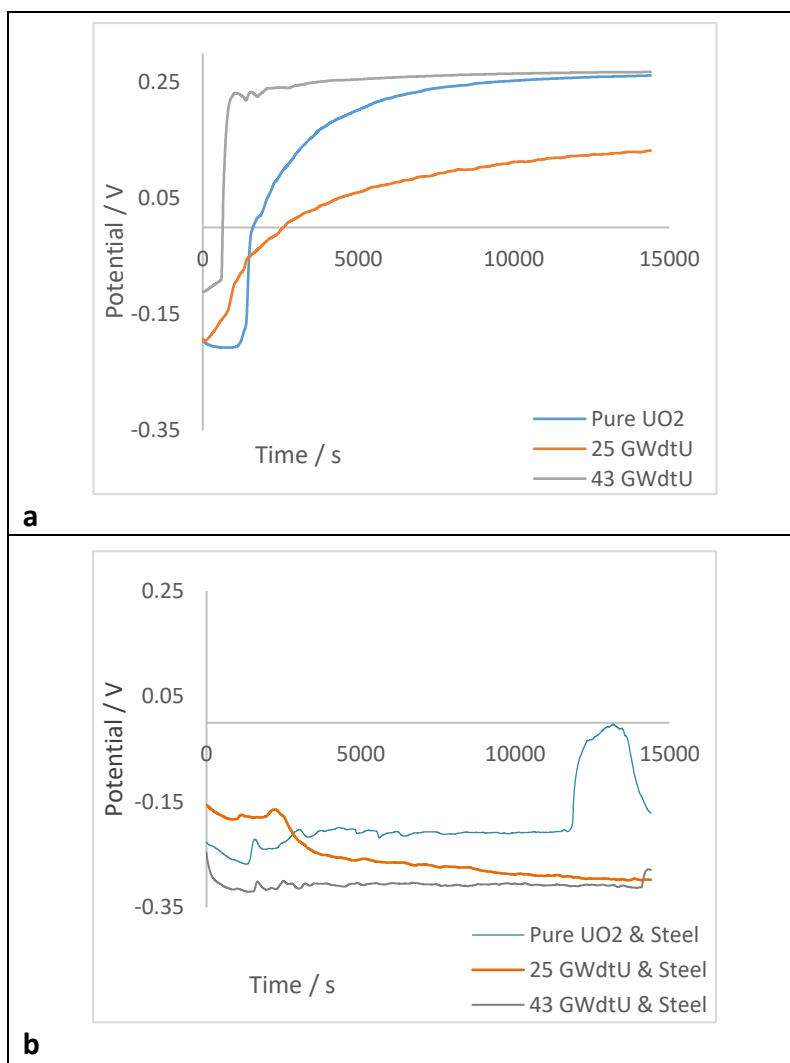 0.25
0.05
-0.15
-0.35
Potential / V
0
5000
10000
15000
Time / s
Pure UO2
25 GWdtU
43 GWdtU
a
0.25
0.05
-0.15
-0.35
Potential / V
0
5000
10000
15000
Pure UO2 & Steel
25 GWdtU & Steel
43 GWdtU & Steel
Time / s
b